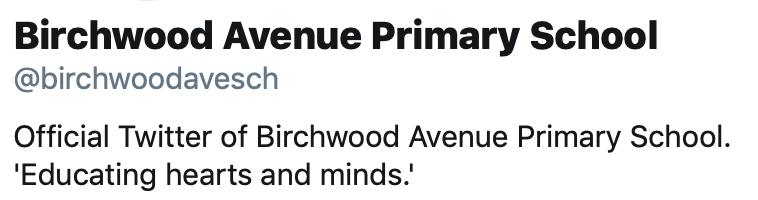 Birchwood Avenue Primary School
@birchwoodavesch
Official Twitter of Birchwood Avenue Primary School.
'Educating hearts and minds.'